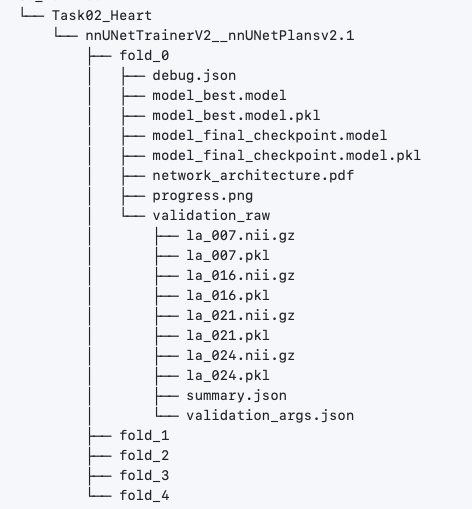 └── Task02_Heart
    └── nnUNetTrainerV2__nnUNetPlansv2.1
        ├── fold_0
        │   ├── debug.json
        │   ├── model_best.model
        │   ├── model_best.model.pkl
        │   ├── model_final_checkpoint.model
        │   ├── model_final_checkpoint.model.pkl
        │   ├── network_architecture.pdf
        │   ├── progress.png
        │   └── validation_raw
        │       ├── la_007.nii.gz
        │       ├── la_007.pkl
        │       ├── la_016.nii.gz
        │       ├── la_016.pkl
        │       ├── la_021.nii.gz
        │       ├── la_021.pkl
        │       ├── la_024.nii.gz
        │       ├── la_024.pkl
        │       ├── summary.json
        │       └── validation_args.json
        ├── fold_1
        ├── fold_2
        ├── fold_3
        └── fold_4